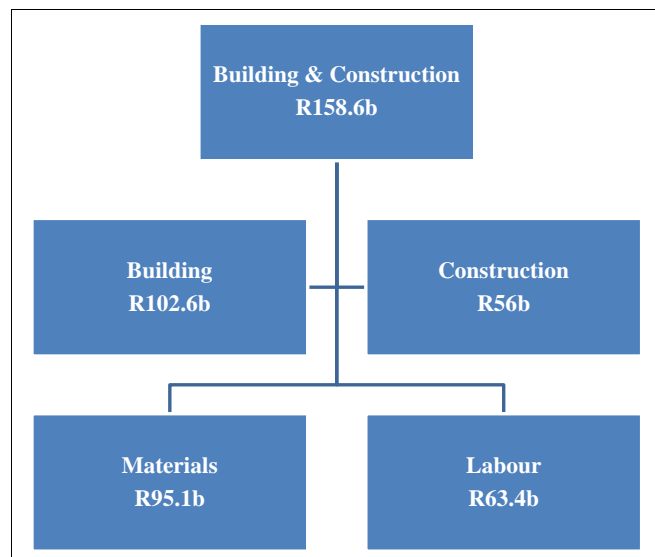 Building & Construction
R158.6b
Building
R102.6b
Construction
R56b
Materials
R95.1b
Labour
R63.4b